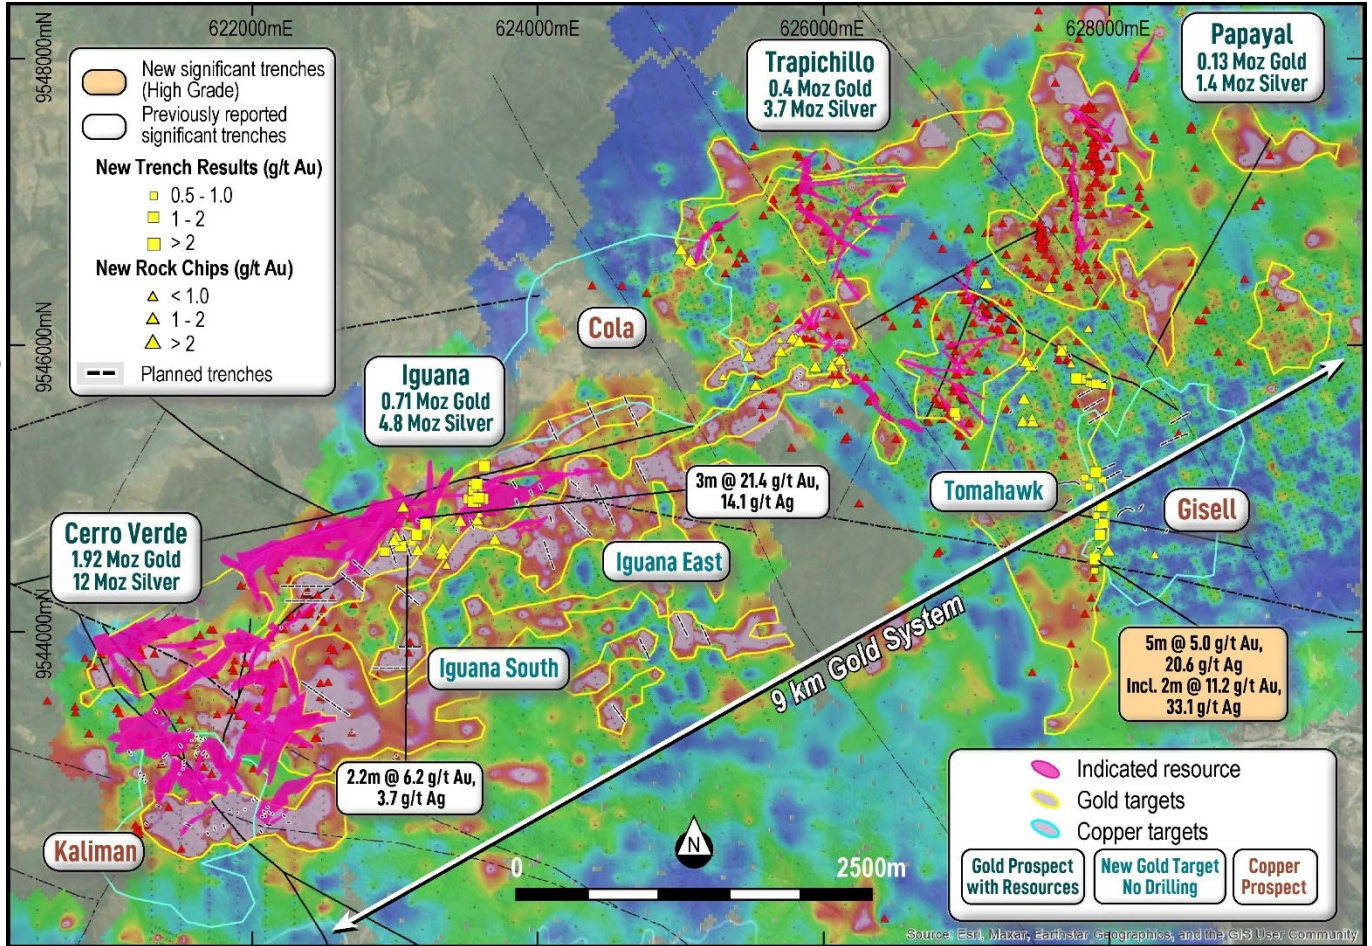 622000mE
624000mE
626000mE
628000mE
9548000mN
9546000mN
9544000mN
New significant trenches
(High Grade)
Previously reported
significant trenches
New Trench Results (g/t Au)
0.5 - 1.0
1 - 2
> 2
New Rock Chips (g/t Au)
< 1.0
1 - 2
> 2
Planned trenches
Trapichillo
0.4 Moz Gold
3.7 Moz Silver
Papayal
0.13 Moz Gold
1.4 Moz Silver
Cola
Iguana
0.71 Moz Gold
4.8 Moz Silver
3m @ 21.4 g/t Au,
14.1 g/t Ag
Tomahawk
Gisell
Cerro Verde
1.92 Moz Gold
12 Moz Silver
Iguana East
Iguana South
9 km Gold System
5m @ 5.0 g/t Au,
20.6 g/t Ag
Incl. 2m @ 11.2 g/t Au,
33.1 g/t Ag
2.2m @ 6.2 g/t Au,
3.7 g/t Ag
Kaliman
N
0
2500m
Indicated resource
Gold targets
Copper targets
Gold Prospect
with Resources
New Gold Target
No Drilling
Copper
Prospect
Source: Esri, Maxar, Earthstar Geographics, and the GIS User Community